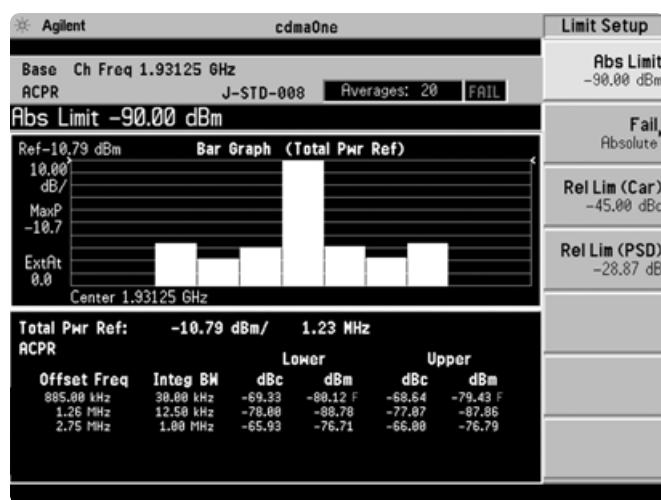 Agilent cdmaOne Limit Setup
Base Ch Freq 1.93125 GHz
ACPR J-STD-008 Averages: 20 FAIL
Abs Limit -90.00 dBm
Ref-10.79 dBm Bar Graph (Total Pwr Ref)
10.00
dB/
MaxP
-10.7
ExtAt
0.0
Center 1.93125 GHz
Total Pwr Ref: -10.79 dBm/ 1.23 MHz
ACPR
Lower Upper
Offset Freq Integ BW dBc dBm dBc dBm
885.00 kHz 30.00 kHz -69.33 -80.12 F -68.64 -79.43 F
1.26 MHz 12.50 kHz -78.00 -88.78 -77.07 -87.86
2.75 MHz 1.00 MHz -65.93 -76.71 -66.00 -76.79
Abs Limit
-90.00 dBm
Fail
Absolute
Rel Lim (Car)
-45.00 dBc
Rel Lim (PSD)
-28.87 dB